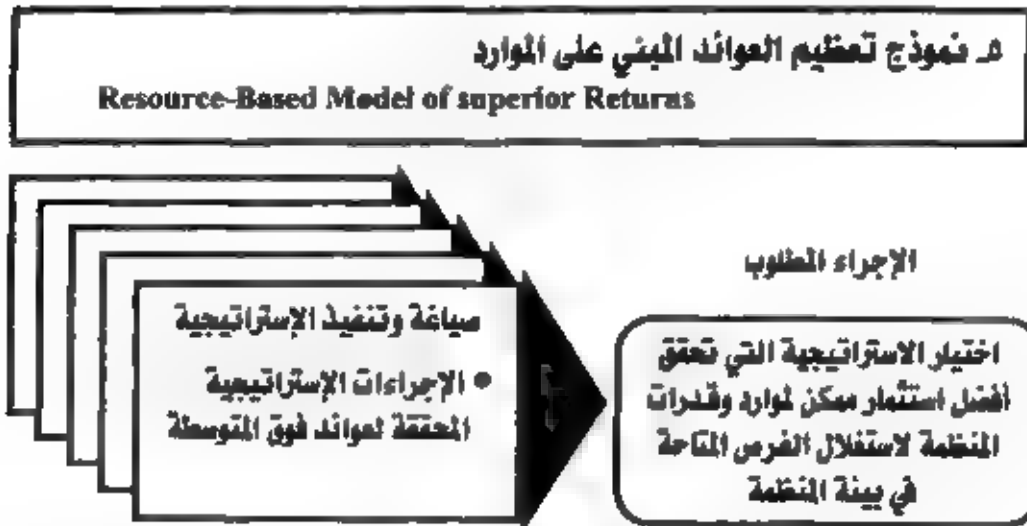 ٥ـ نموذج تعظيم العوائد المبني على الموارد
Resource-Based Model of superior Returns
الإجراء المطلوب
صياغة وتنفيذ الإستراتيجية
• الاجراءات الإستراتيجية
المحققة لعوائد فوق المتوسطة
اختيار الاستراتيجية التي تحقق
أفضل استثمار ممكن لموارد وقدرات
المنظمة لاستغلال الفرص المتاحة
في بيئة المنظمة